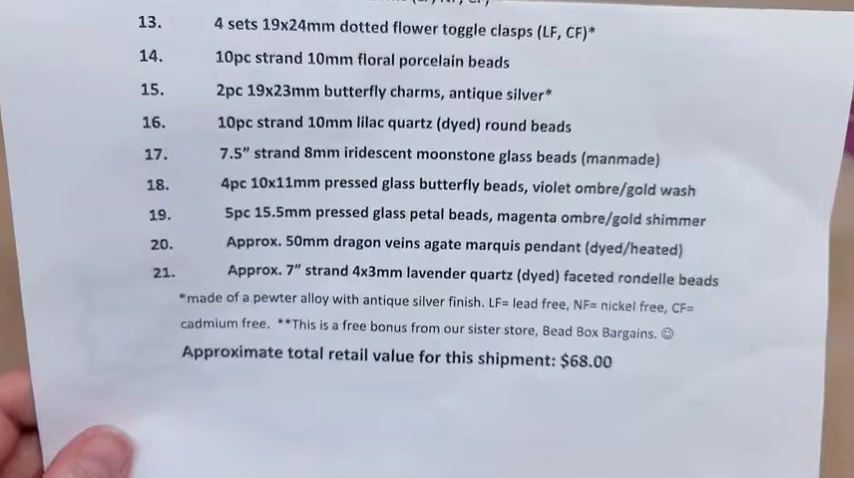 13. 4 sets 19x24mm dotted flower toggle clasps (LF, CF)*
14. 10pc strand 10mm floral porcelain beads
15. 2pc 19x23mm butterfly charms, antique silver*
16. 10pc strand 10mm lilac quartz (dyed) round beads
17. 7.5” strand 8mm iridescent moonstone glass beads (manmade)
18. 4pc 10x11mm pressed glass butterfly beads, violet ombre/gold wash
19. 5pc 15.5mm pressed glass petal beads, magenta ombre/gold shimmer
20. Approx. 50mm dragon veins agate marquis pendant (dyed/heated)
21. Approx. 7” strand 4x3mm lavender quartz (dyed) faceted rondelle beads
*made of a pewter alloy with antique silver finish. LF= lead free, NF= nickel free, CF=
cadmium free. **This is a free bonus from our sister store, Bead Box Bargains. ☺
Approximate total retail value for this shipment: $68.00